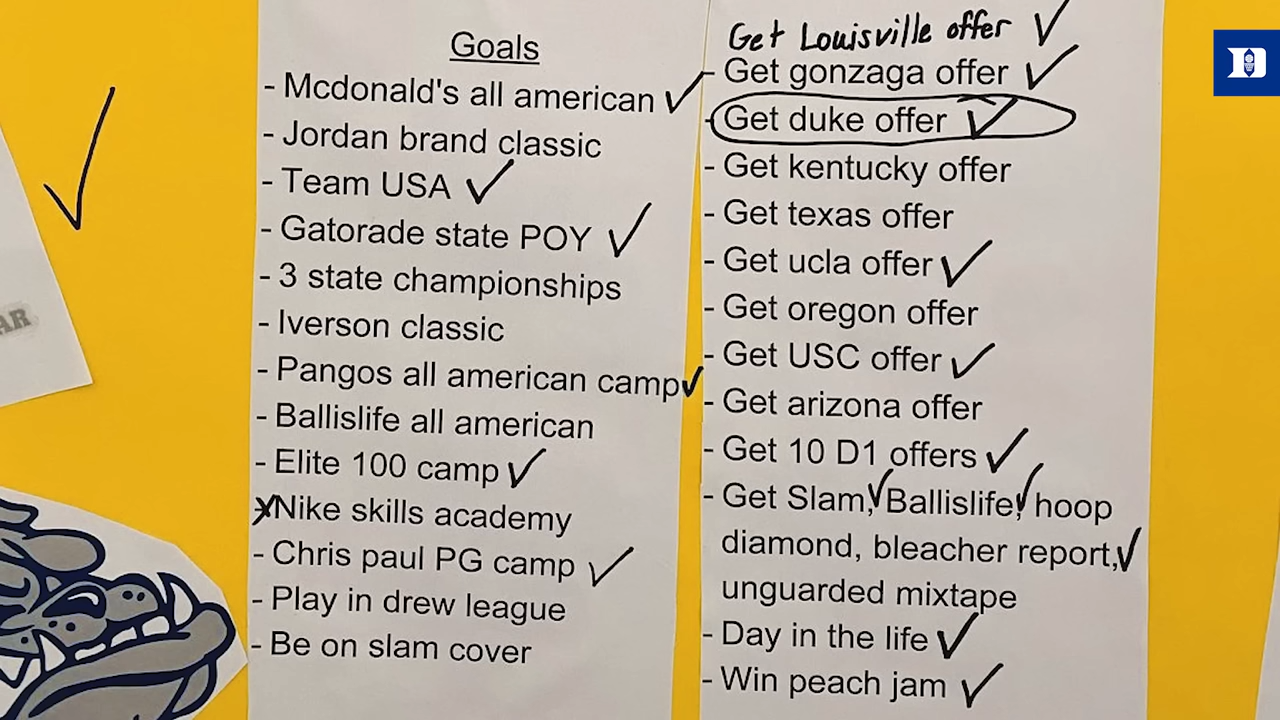 Goals
- Mcdonald's all american ✓
- Jordan brand classic
- Team USA ✓
- Gatorade state POY ✓
- 3 state championships
- Iverson classic
- Pangos all american camp ✓
- Ballislife all american
- Elite 100 camp ✓
xNike skills academy
- Chris paul PG camp ✓
- Play in drew league
- Be on slam cover
Get Louisville offer ✓
- Get gonzaga offer ✓
- Get duke offer ✓
- Get kentucky offer
- Get texas offer
- Get ucla offer ✓
- Get oregon offer
- Get USC offer ✓
- Get arizona offer
- Get 10 D1 offers ✓
- Get Slam,✓ Ballislife,✓ hoop
diamond, bleacher report,✓
unguarded mixtape
- Day in the life ✓
- Win peach jam ✓
AR
D